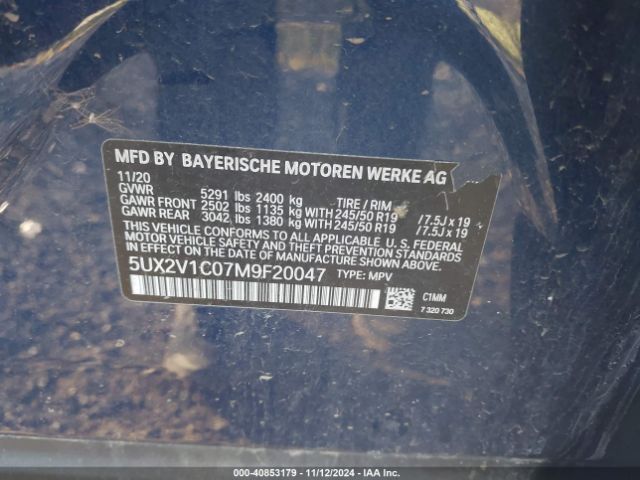 MFD BY BAYERISCHE MOTOREN WERKE AG
11/20
GVWR 5291 lbs 2400 kg TIRE / RIM
GAWR FRONT 2502 lbs 1135 kg WITH 245/50 R19 / 7.5J x 19
GAWR REAR 3042 lbs 1380 kg WITH 245/50 R19 / 7.5J x 19
THIS VEHICLE CONFORMS TO ALL APPLICABLE U. S. FEDERAL
MOTOR VEHICLE SAFETY AND THEFT PREVENTION STANDARDS
IN EFFECT ON THE DATE OF MANUFACTURE SHOWN ABOVE.
5UX2V1C07M9F20047 TYPE: MPV
C1MM
7 320 730
000-40853179 - 11/12/2024 - IAA Inc.